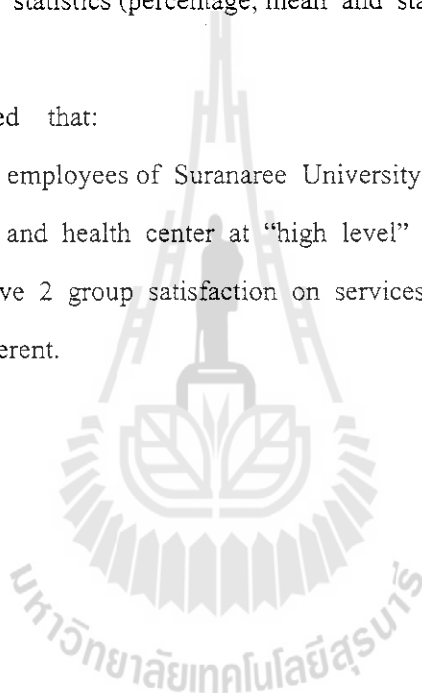 statistics (percentage, mean and sta
ed that:
employees of Suranaree University
and health center at “high level”
ve 2 group satisfaction on services
erent.
มหาวิทยาลัยเทคโนโลยีสุรนารี